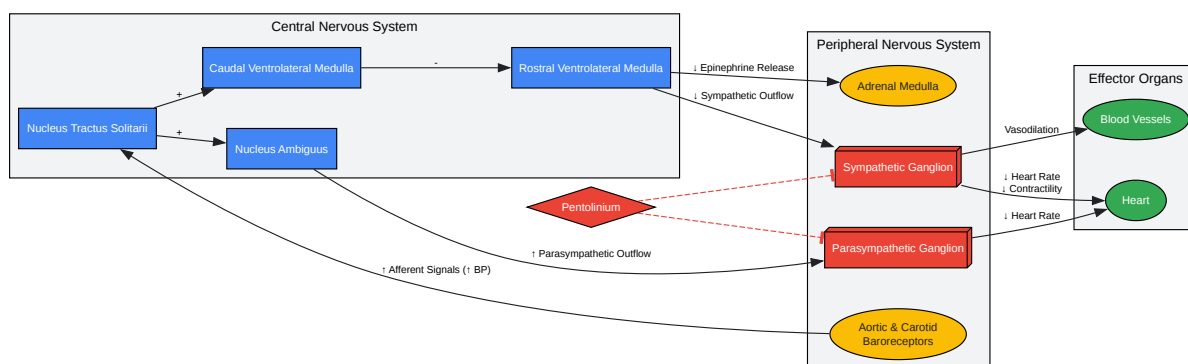 Central Nervous System
Caudal Ventrolateral Medulla
-
Rostral Ventrolateral Medulla
+
Nucleus Tractus Solitarii
+
Nucleus Ambiguus
Peripheral Nervous System
↓ Epinephrine Release
Adrenal Medulla
↓ Sympathetic Outflow
Sympathetic Ganglion
Pentolinium
Parasympathetic Ganglion
↑ Parasympathetic Outflow
↑ Afferent Signals (↑ BP)
Aortic & Carotid
Baroreceptors
Effector Organs
Vasodilation
Blood Vessels
↓ Heart Rate
↓ Contractility
Heart
↓ Heart Rate